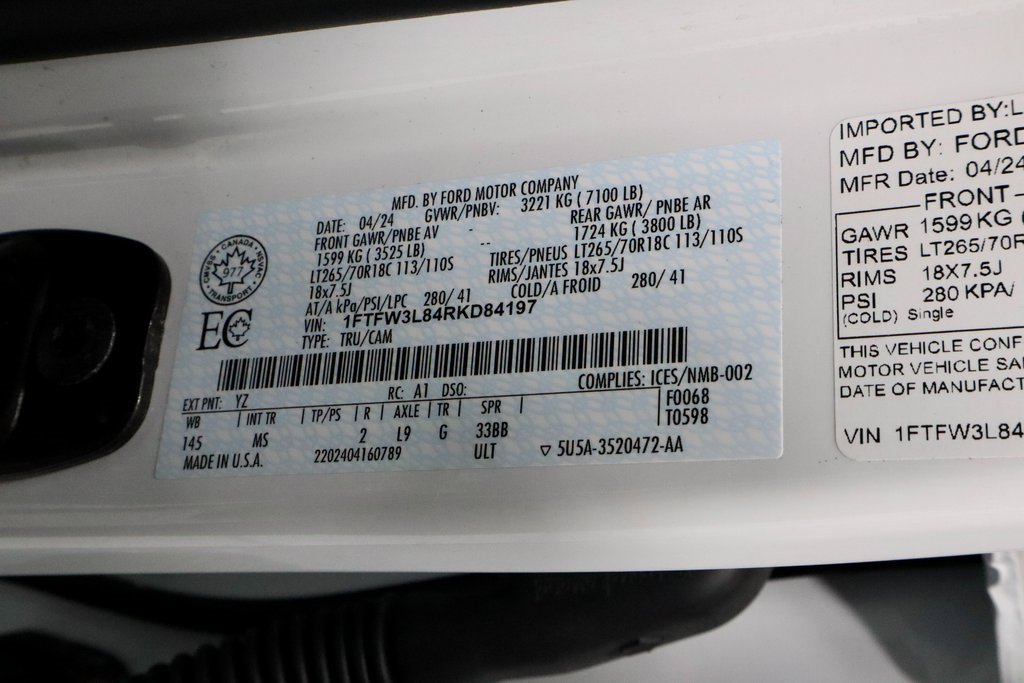 MFD. BY FORD MOTOR COMPANY
DATE: 04/24 GVWR/PNBV: 3221 KG ( 7100 LB)
FRONT GAWR/PNBE AV -- REAR GAWR/ PNBE AR
1599 KG ( 3525 LB) 1724 KG ( 3800 LB)
LT265/70R18C 113/110S TIRES/PNEUS LT265/70R18C 113/110S
18x7.5J RIMS/JANTES 18x7.5J
AT/A kPa/PSI/LPC 280/ 41 COLD/A FROID 280/ 41
VIN: 1FTFW3L84RKD84197
TYPE: TRU/CAM
CANADA
977
TRANSPORT
EC
COMPLIES: ICES/NMB-002
EXT PNT: YZ RC: A1 DSO:
WB | INT TR | TP/PS | R | AXLE | TR | SPR | F0068
145 MS 2 L9 G 33BB T0598
MADE IN U.S.A. 2202404160789 ULT ▽ 5U5A-3520472-AA
IMPORTED BY:L
MFD BY: FORD
MFR Date: 04/24
FRONT-
GAWR 1599 KG (
TIRES LT265/70R
RIMS 18X7.5J
PSI 280 KPA/
(COLD) Single
THIS VEHICLE CONF
MOTOR VEHICLE SA
DATE OF MANUFACT
VIN 1FTFW3L84